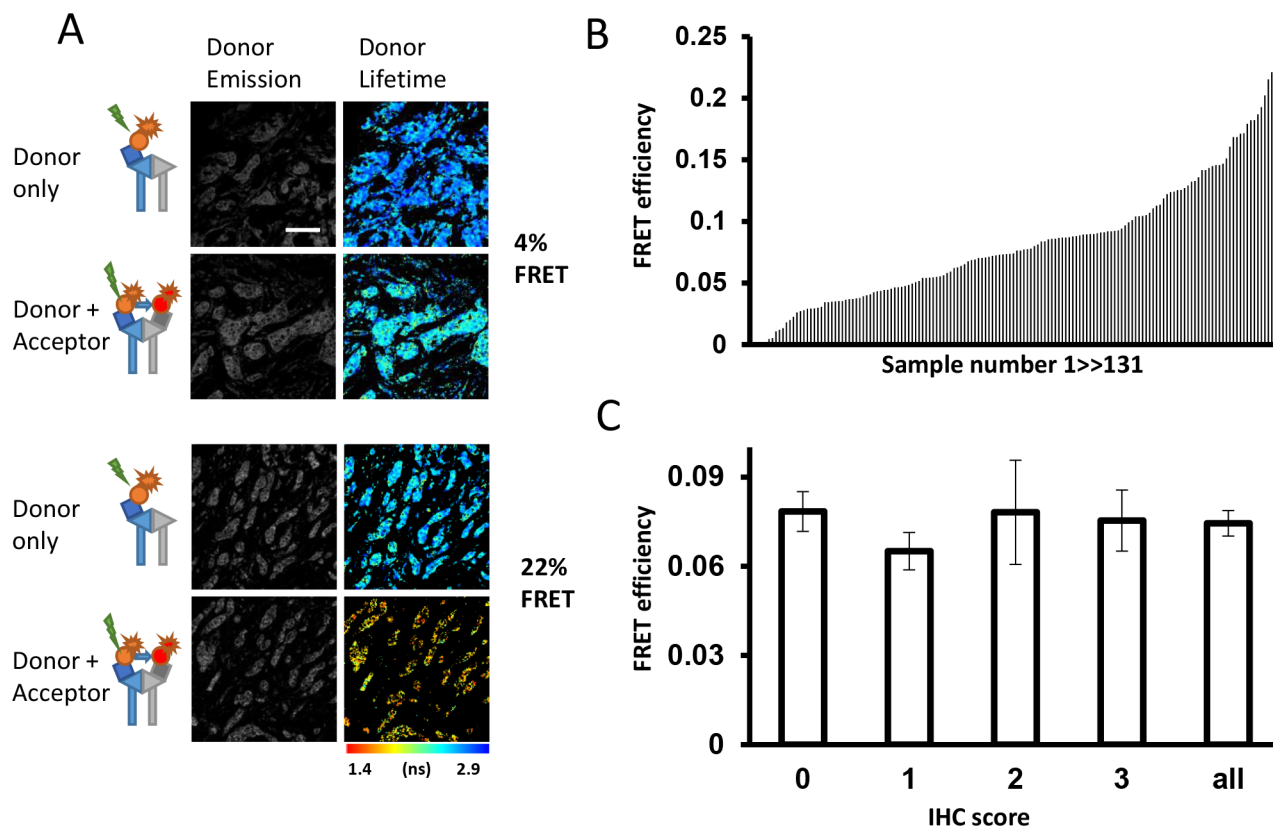 A
Donor
Emission
Donor
Lifetime
Donor
only
4%
FRET
Donor +
Acceptor
Donor
only
22%
FRET
Donor +
Acceptor
1.4 (ns) 2.9
B
0.25
0.2
0.15
0.1
0.05
0
FRET efficiency
Sample number 1>>131
C
0.09
0.06
0.03
0
FRET efficiency
0 1 2 3 all
IHC score